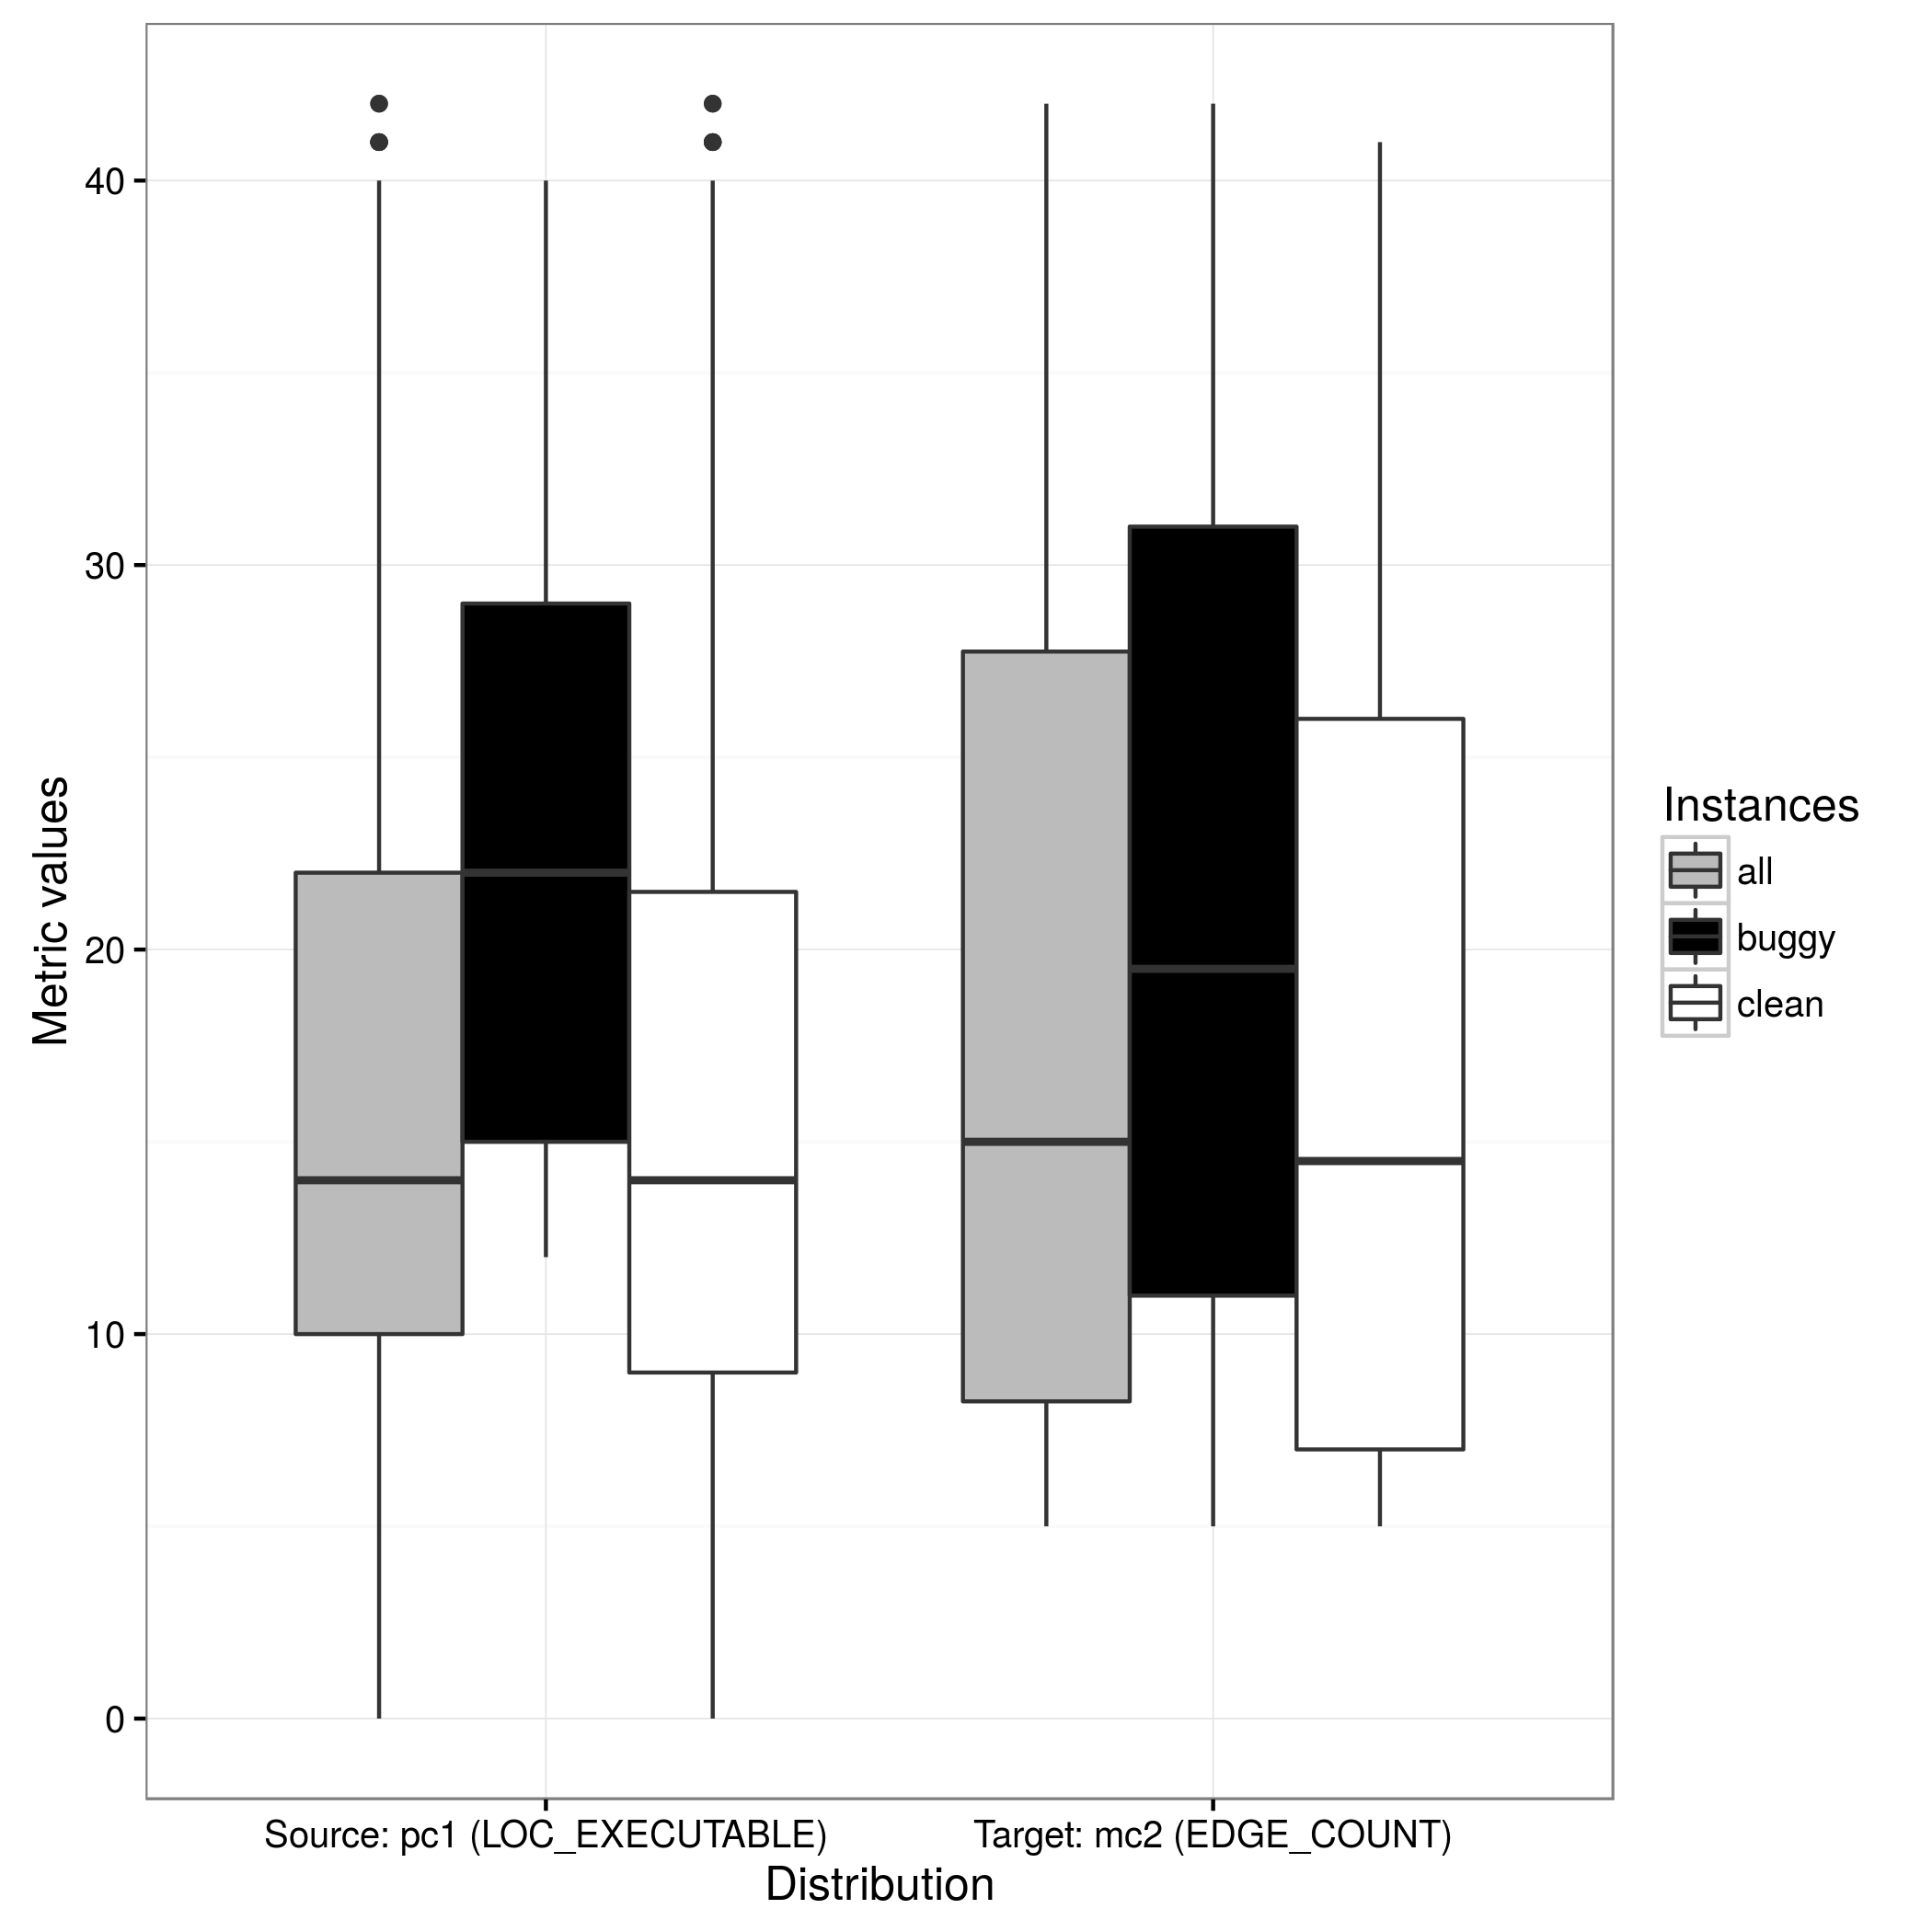 Metric values
40
30
20
10
0
Source: pc1 (LOC_EXECUTABLE)
Target: mc2 (EDGE_COUNT)
Distribution
Instances
all
buggy
clean